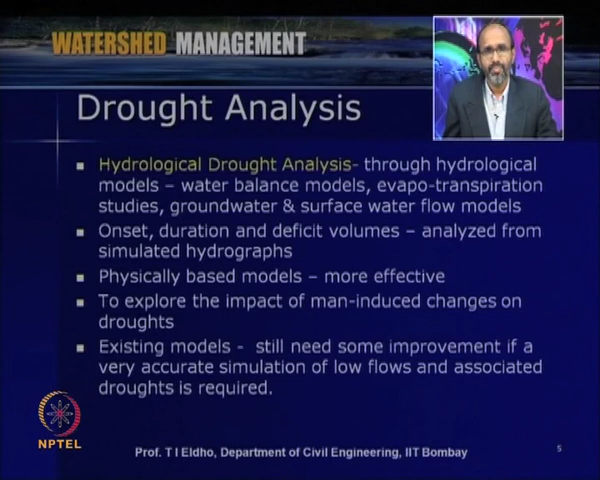 WATERSHED MANAGEMENT
Drought Analysis
Hydrological Drought Analysis- through hydrological
models – water balance models, evapo-transpiration
studies, groundwater & surface water flow models
Onset, duration and deficit volumes – analyzed from
simulated hydrographs
Physically based models – more effective
To explore the impact of man-induced changes on
droughts
Existing models - still need some improvement if a
very accurate simulation of low flows and associated
droughts is required.
NPTEL
Prof. T I Eldho, Department of Civil Engineering, IIT Bombay
5